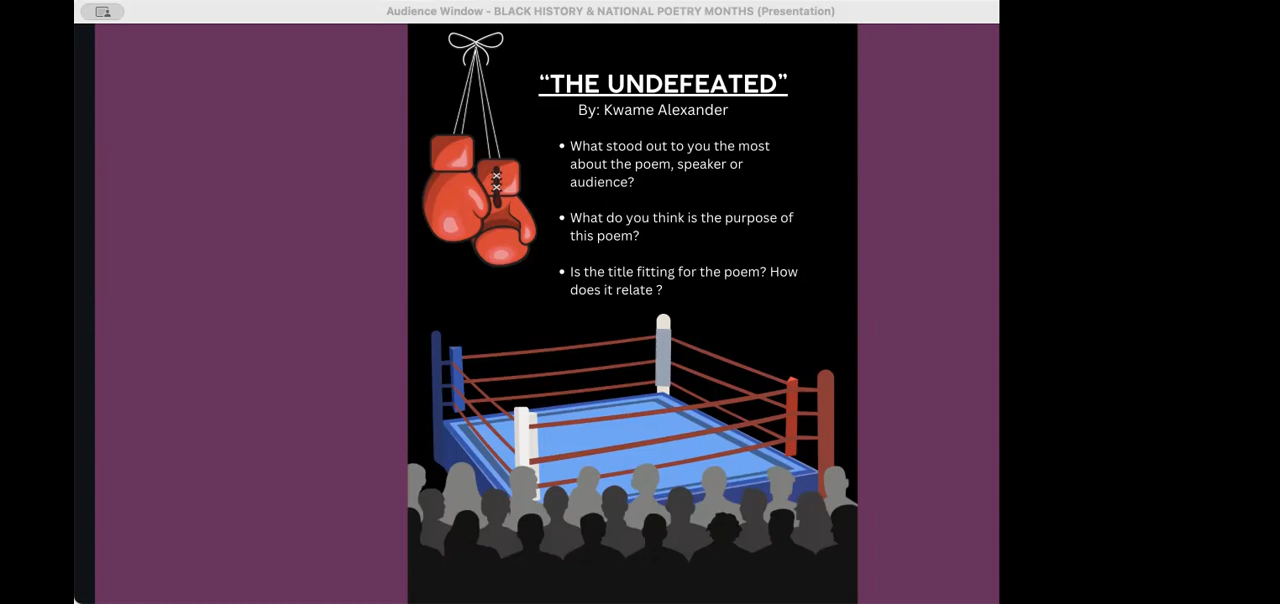 Audience Window - BLACK HISTORY & NATIONAL POETRY MONTHS (Presentation)
“THE UNDEFEATED”
By: Kwame Alexander
• What stood out to you the most
about the poem, speaker or
audience?
• What do you think is the purpose of
this poem?
• Is the title fitting for the poem? How
does it relate ?